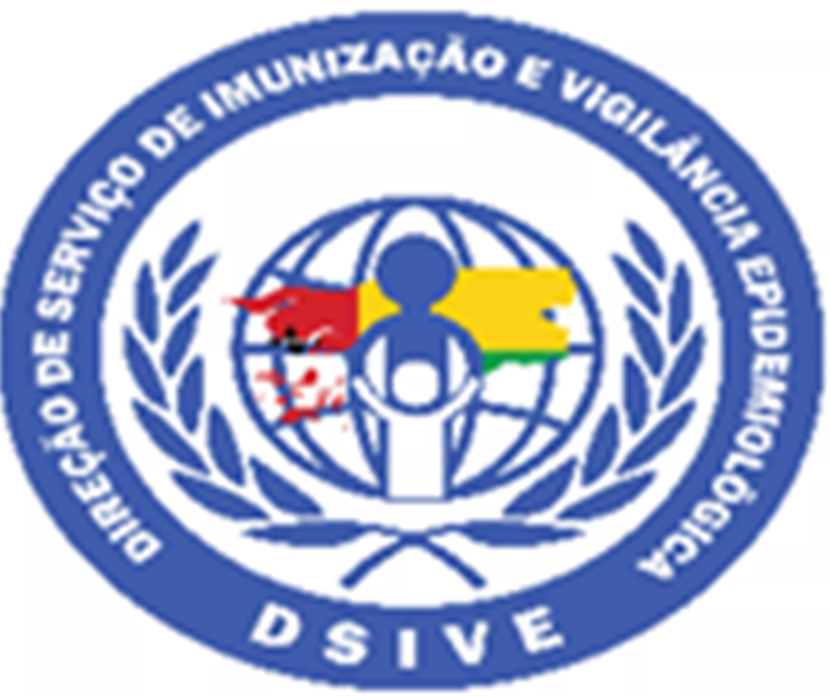 DIREÇÃO DE SERVIÇO DE IMUNIZAÇÃO E VIGILÂNCIA EPIDEMIOLÓGICA
DSIVE